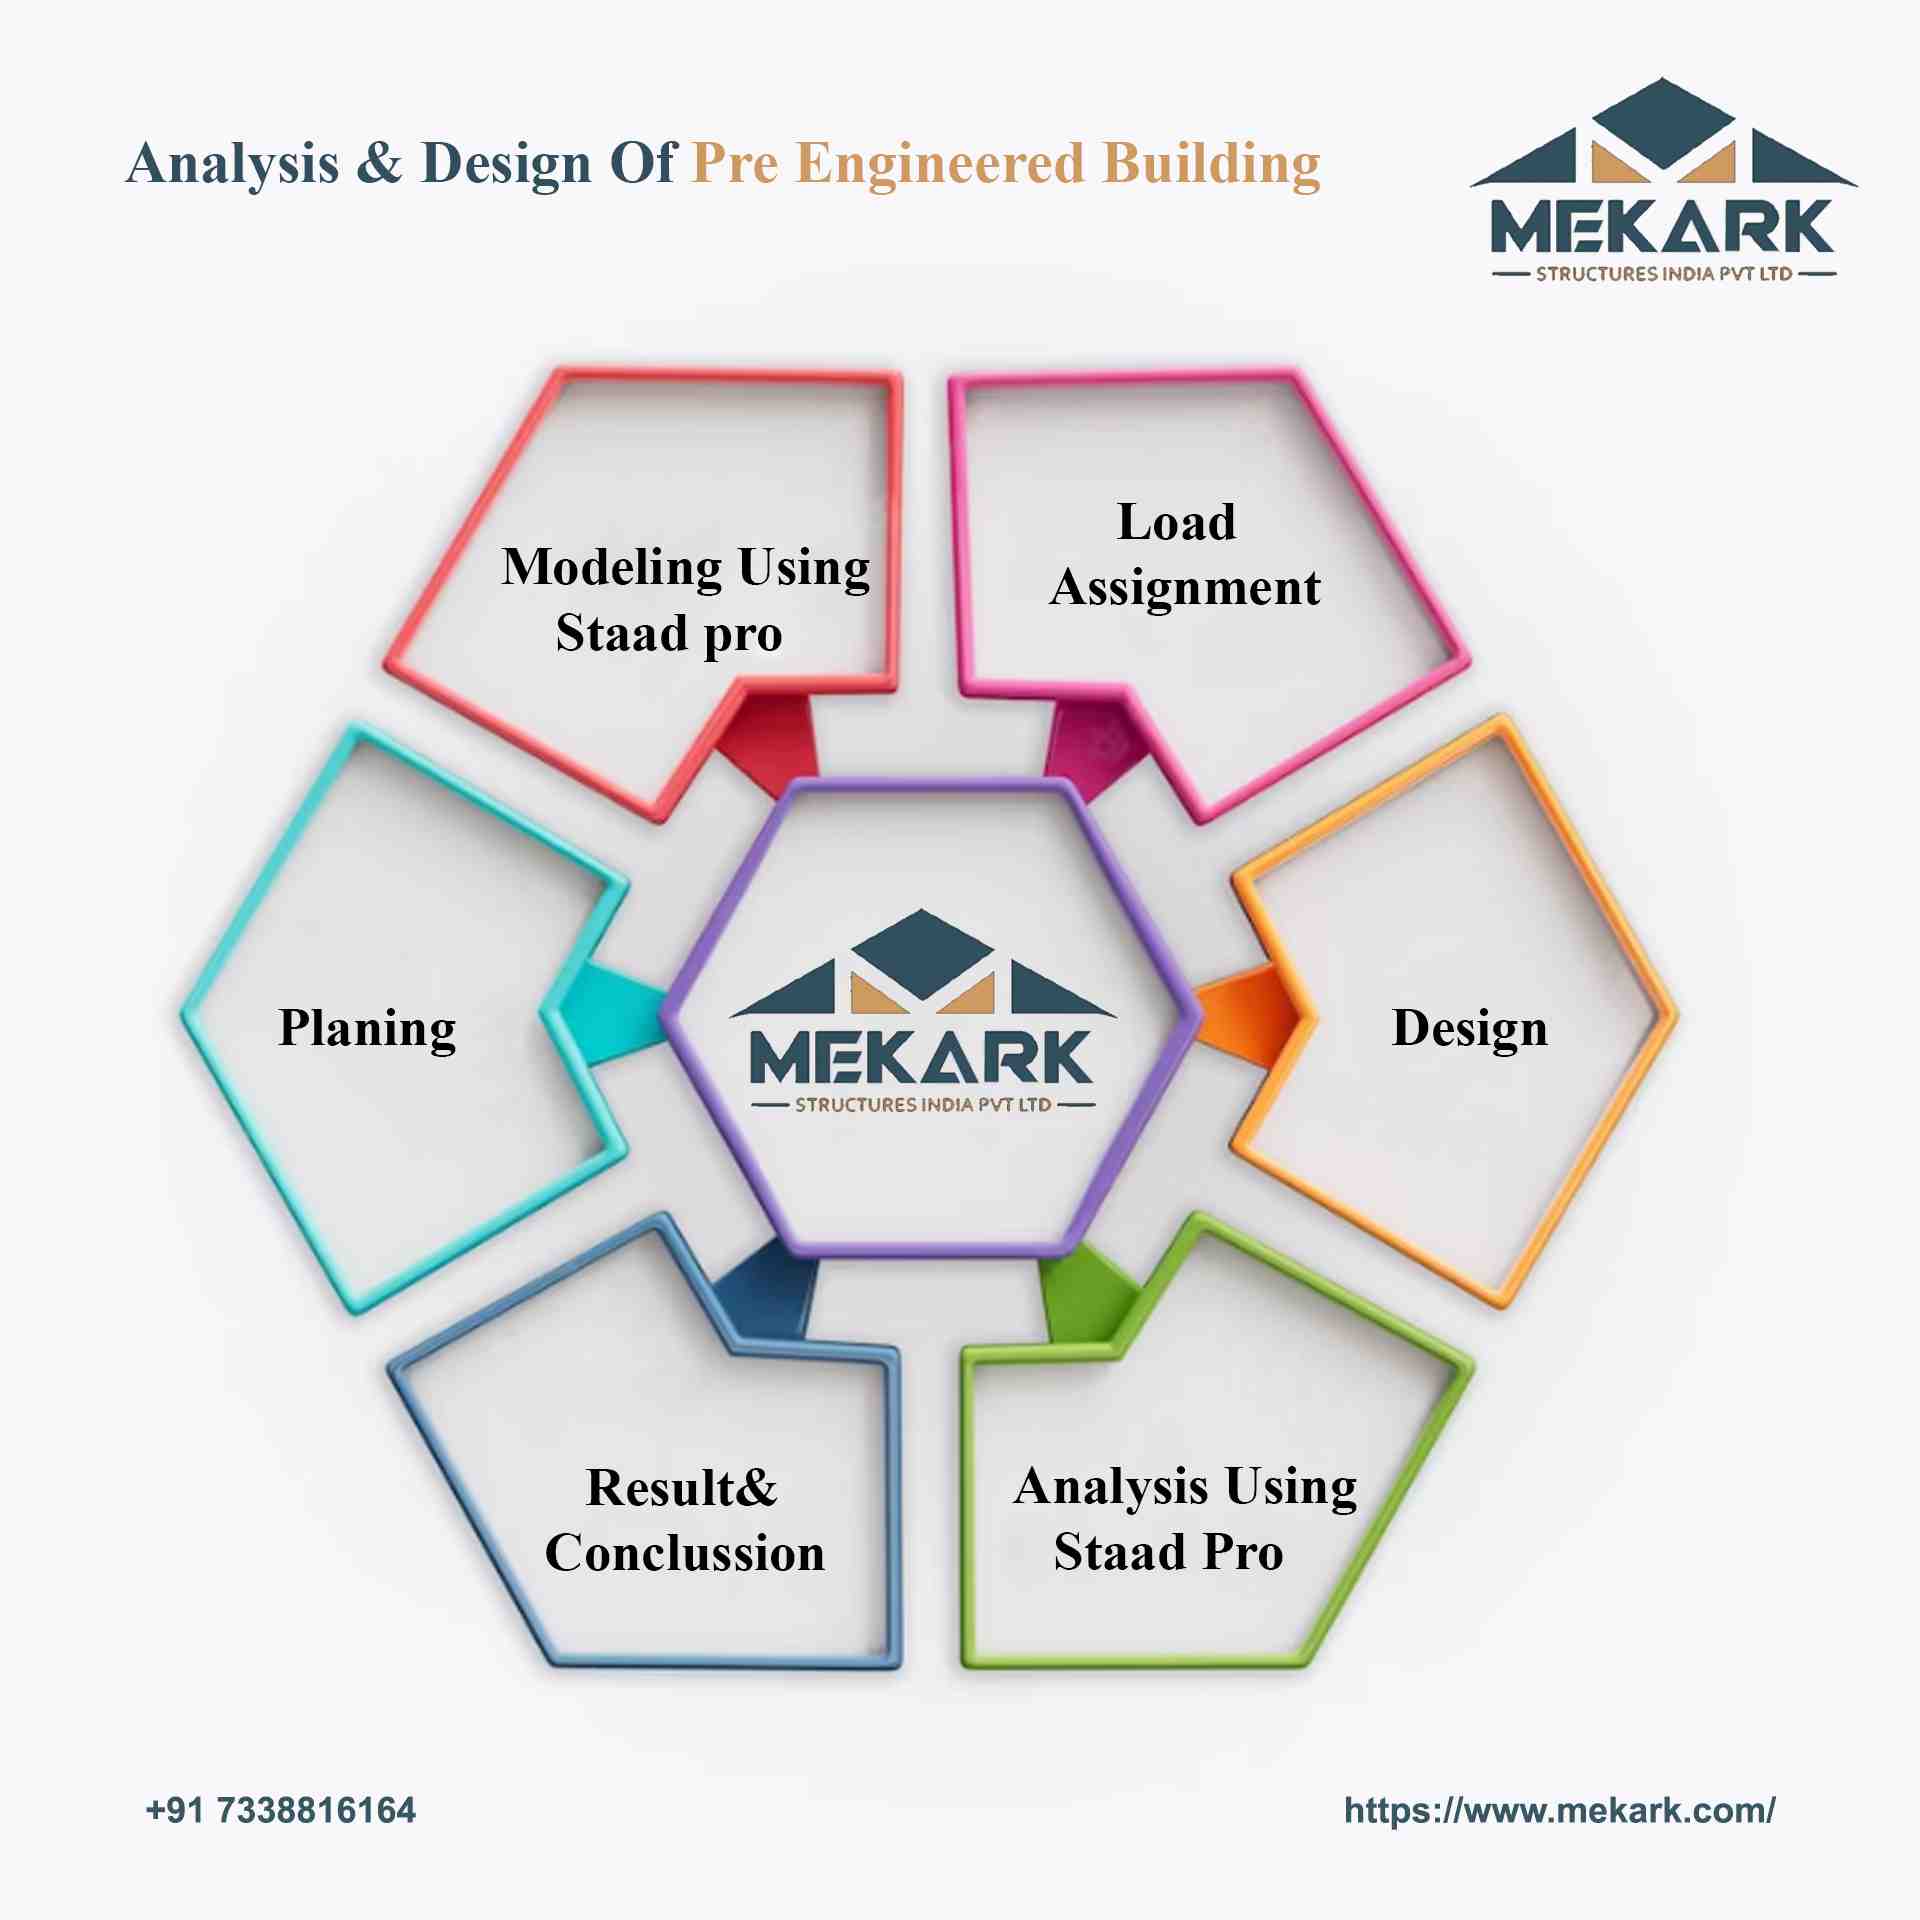 Analysis & Design Of Pre Engineered Building
MEKARK
STRUCTURES INDIA PVT LTD
Modeling Using
Staad pro
Load
Assignment
Planing
MEKARK
STRUCTURES INDIA PVT LTD
Design
Result&
Conclussion
Analysis Using
Staad Pro
+91 7338816164
https://www.mekark.com/